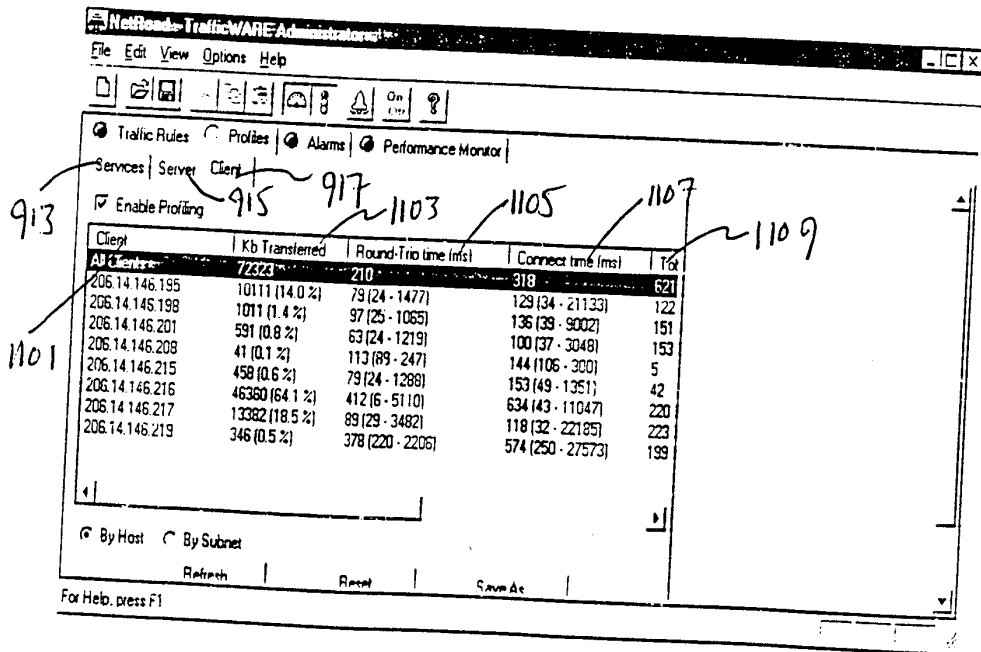 NetRoads TrafficWARE Administrator
File Edit View Options Help
On
Traffic Rules Profiles Alarms Performance Monitor
Services Server Client
913 915 917 1103 1105 1107 1109
Enable Profiling
Client Kb Transferred Round-Trip time (ms) Connect time (ms) Tot
All Clients 72323 210 318 621
206.14.146.195 10111 (14.0 %) 79 (24 - 1477) 129 (34 - 21133) 122
206.14.146.198 1011 (1.4 %) 97 (25 - 1065) 136 (39 - 9002) 151
206.14.146.201 591 (0.8 %) 63 (24 - 1219) 100 (37 - 3048) 153
206.14.146.208 41 (0.1 %) 113 (89 - 247) 144 (106 - 300) 5
206.14.146.215 458 (0.6 %) 79 (24 - 1288) 153 (49 - 1351) 42
206.14.146.216 46360 (64.1 %) 412 (6 - 5110) 634 (43 - 11047) 220
206.14.146.217 13382 (18.5 %) 89 (29 - 3482) 118 (32 - 22185) 223
206.14.146.219 346 (0.5 %) 378 (220 - 2206) 574 (250 - 27573) 199
1101
By Host By Subnet
Refresh Reset Save As
For Help, press F1